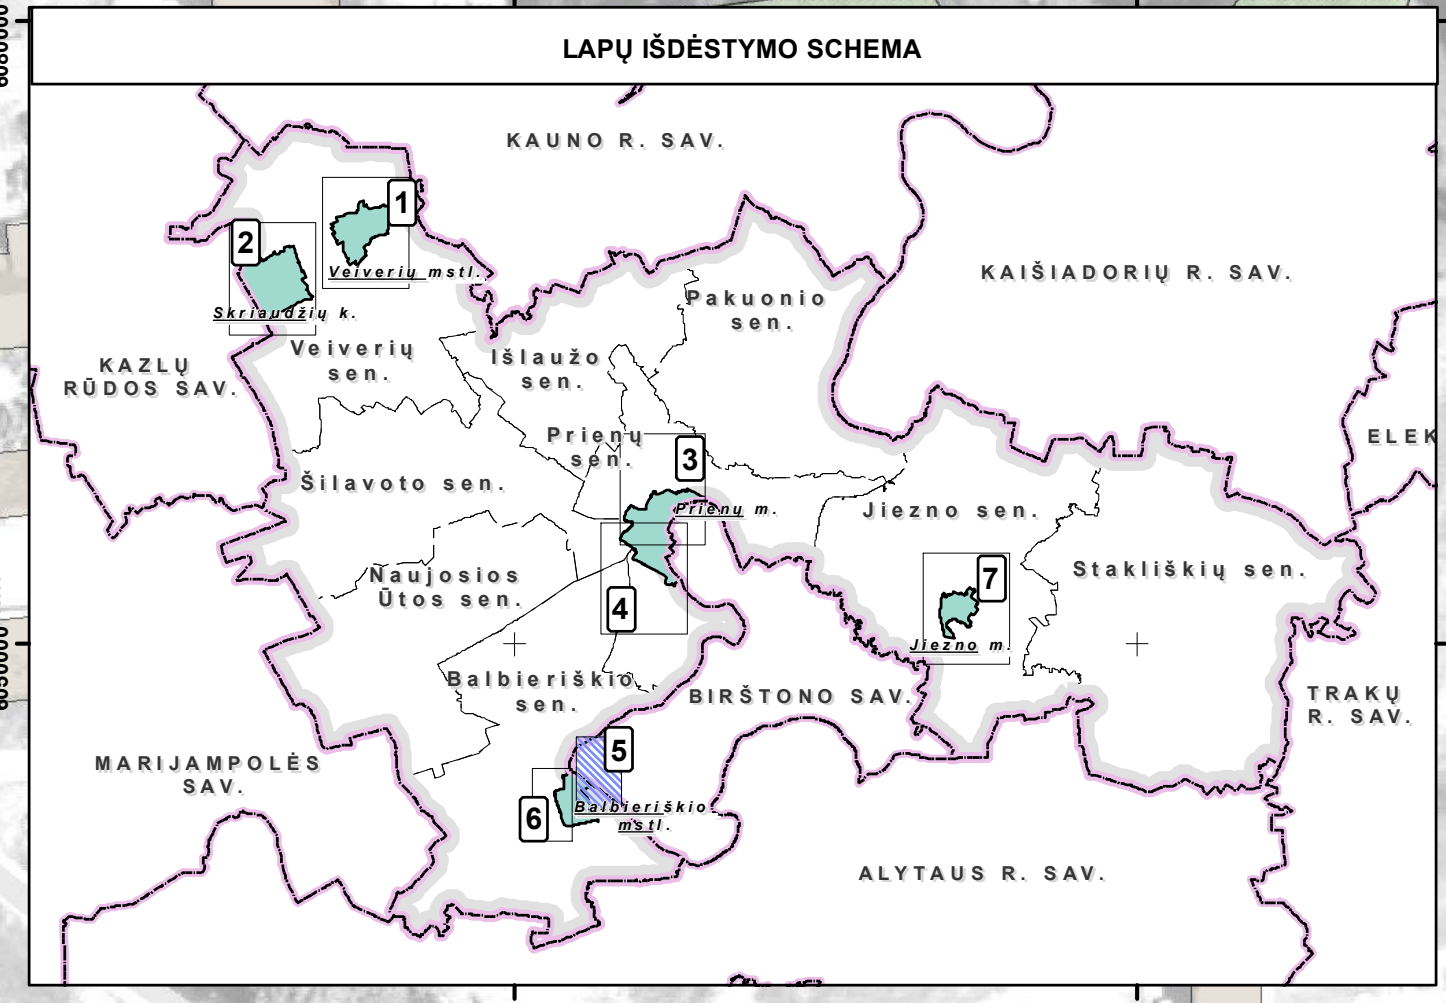 LAPŲ IŠDĖSTYMO SCHEMA
6080000
KAUNO R. SAV.
1
2
Veiverių mstl.
Skriaudžių k.
KAIŠIADORIŲ R. SAV.
Pakuonio
sen.
Veiverių
sen.
Išlaužo
sen.
KAZLŲ
RŪDOS SAV.
Prienų
sen.
3
ELEK
Šilavoto sen.
Prienų m.
Jiezno sen.
Naujosios
Ūtos sen.
4
7
Stakliškių sen.
Jiezno m.
6050000
Balbieriškio
sen.
BIRŠTONO SAV.
TRAKŲ
R. SAV.
MARIJAMPOLĖS
SAV.
5
6
Balbieriškio
mstl.
ALYTAUS R. SAV.